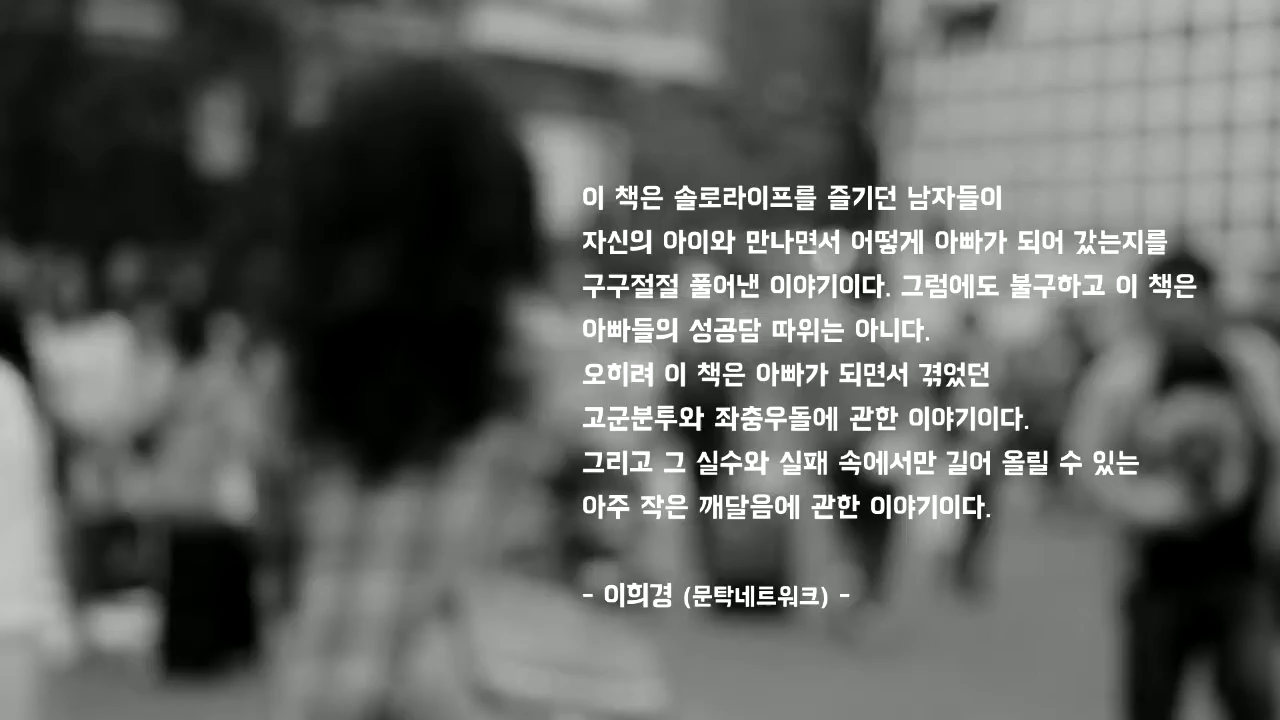 이 책은 솔로라이프를 즐기던 남자들이
자신의 아이와 만나면서 어떻게 아빠가 되어 갔는지를
구구절절 풀어낸 이야기이다. 그럼에도 불구하고 이 책은
아빠들의 성공담 따위는 아니다.
오히려 이 책은 아빠가 되면서 겪었던
고군분투와 좌충우돌에 관한 이야기이다.
그리고 그 실수와 실패 속에서만 길어 올릴 수 있는
아주 작은 깨달음에 관한 이야기이다.
- 이희경 (문탁네트워크) -